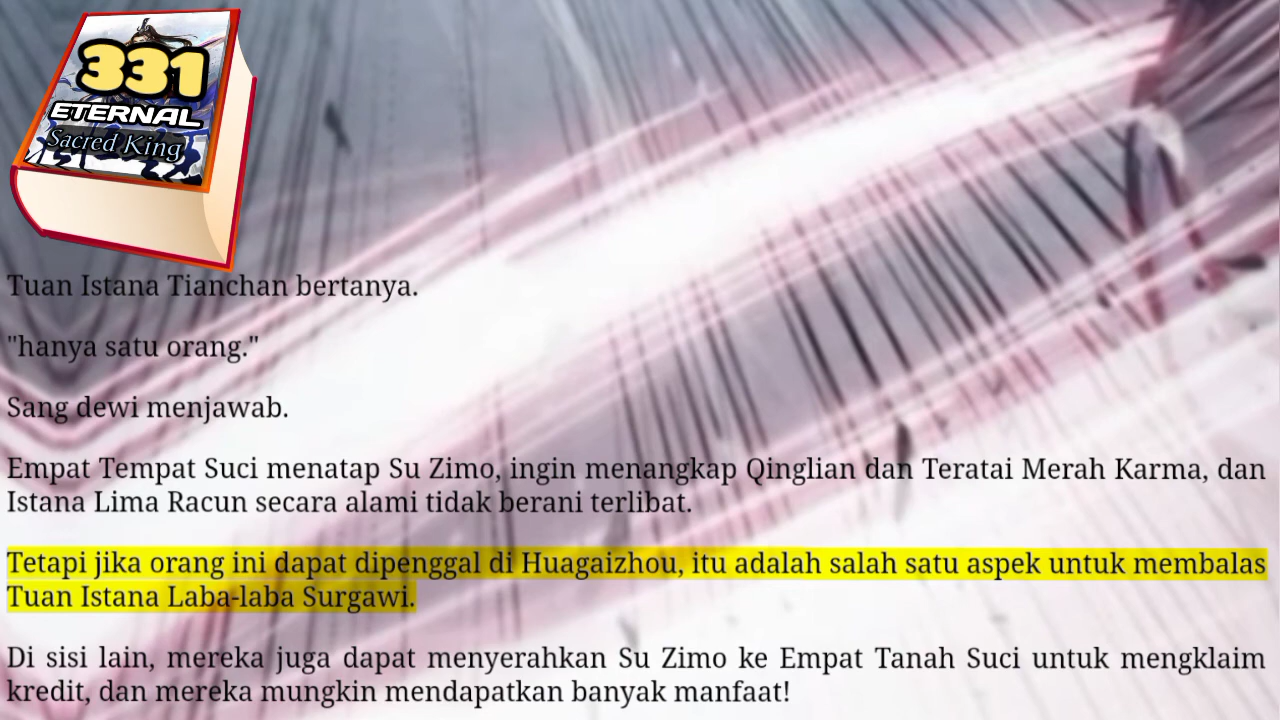 331
ETERNAL
Sacred King
Tuan Istana Tianchan bertanya.
"hanya satu orang."
Sang dewi menjawab.
Empat Tempat Suci menatap Su Zimo, ingin menangkap Qinglian dan Teratai Merah Karma, dan
Istana Lima Racun secara alami tidak berani terlibat.
Tetapi jika orang ini dapat dipenggal di Huagaizhou, itu adalah salah satu aspek untuk membalas
Tuan Istana Laba-laba Surgawi.
Di sisi lain, mereka juga dapat menyerahkan Su Zimo ke Empat Tanah Suci untuk mengklaim
kredit, dan mereka mungkin mendapatkan banyak manfaat!